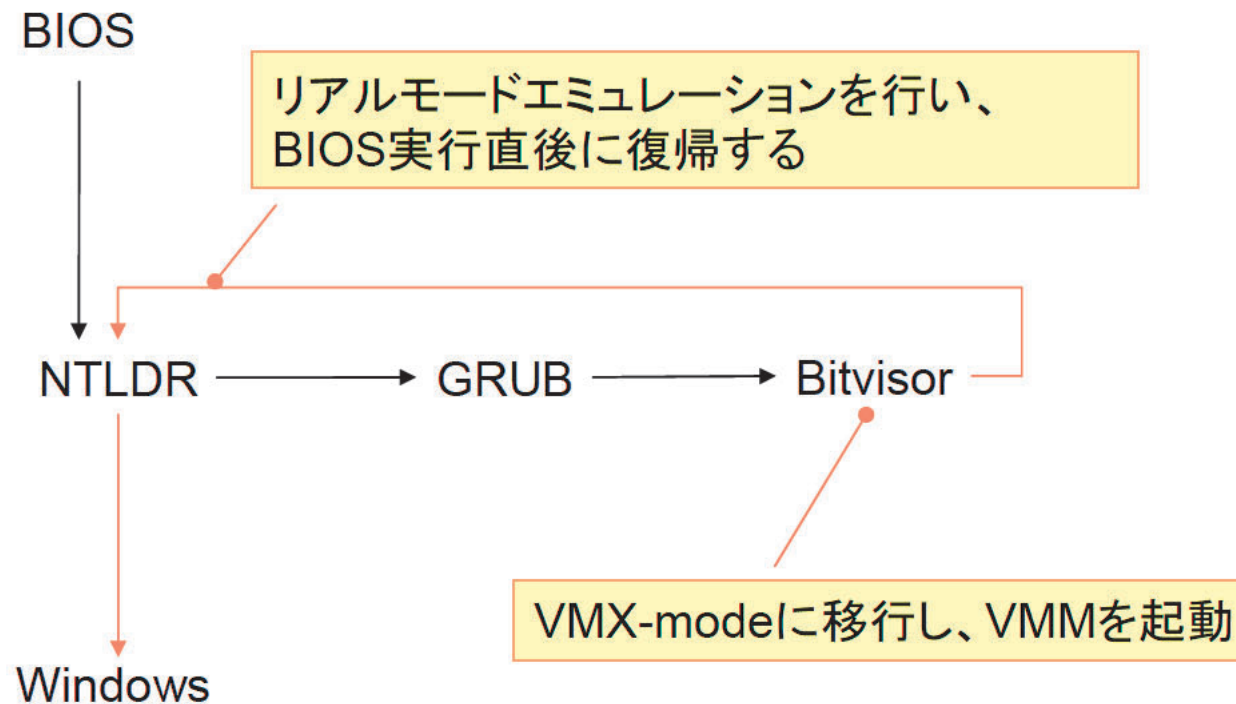 BIOS
リアルモードエミュレーションを行い、
BIOS実行直後に復帰する
NTLDR
GRUB
Bitvisor
VMX-modeに移行し、VMMを起動
Windows